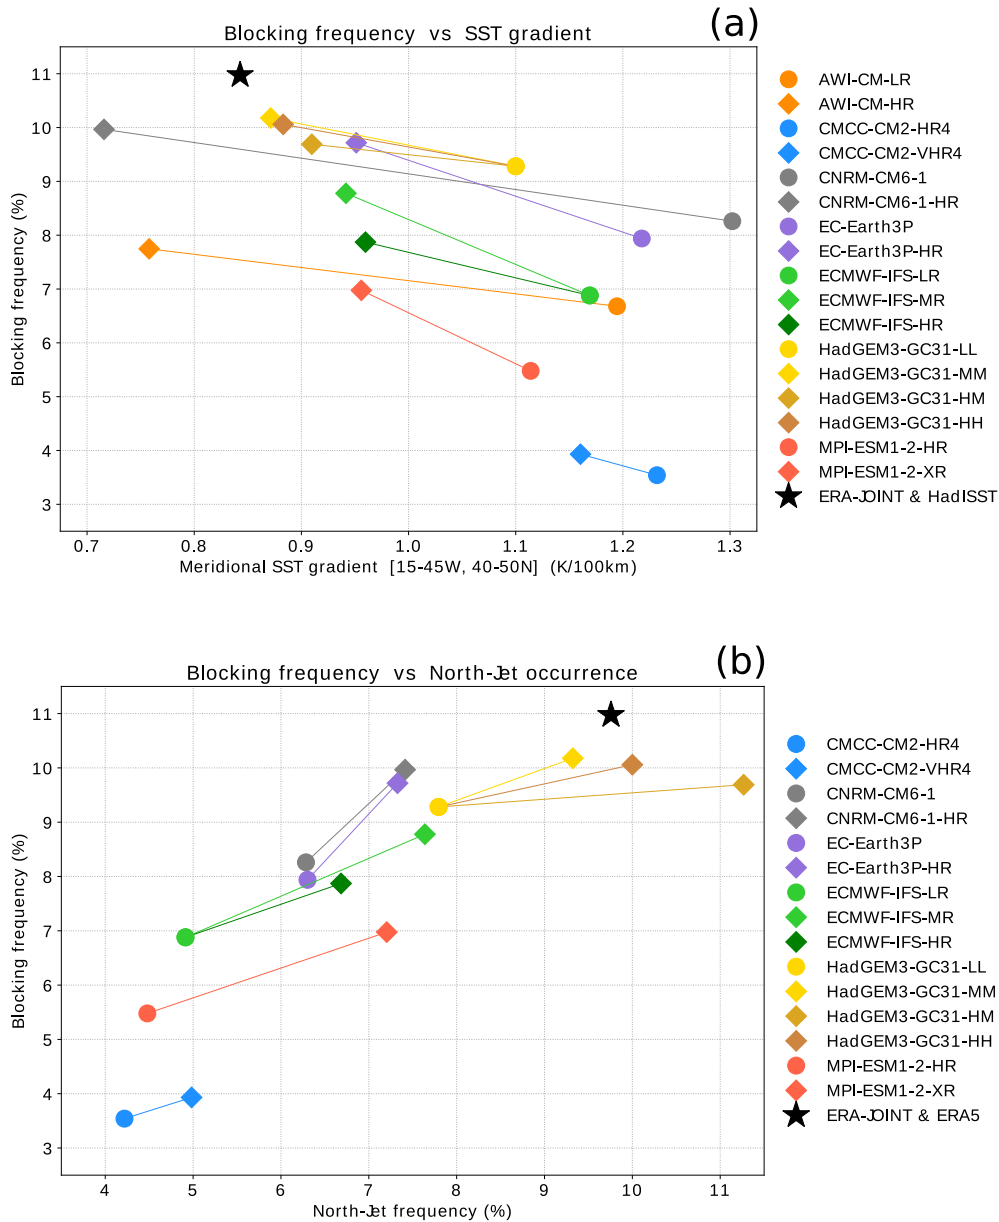 (a)
Blocking frequency vs SST gradient
11
10
9
8
7
6
5
4
3
Blocking frequency (%)
0.7 0.8 0.9 1.0 1.1 1.2 1.3
Meridional SST gradient [15-45W, 40-50N] (K/100km)
AWI-CM-LR
AWI-CM-HR
CMCC-CM2-HR4
CMCC-CM2-VHR4
CNRM-CM6-1
CNRM-CM6-1-HR
EC-Earth3P
EC-Earth3P-HR
ECMWF-IFS-LR
ECMWF-IFS-MR
ECMWF-IFS-HR
HadGEM3-GC31-LL
HadGEM3-GC31-MM
HadGEM3-GC31-HM
HadGEM3-GC31-HH
MPI-ESM1-2-HR
MPI-ESM1-2-XR
ERA-JOINT & HadISST
(b)
Blocking frequency vs North-Jet occurrence
11
10
9
8
7
6
5
4
3
Blocking frequency (%)
4 5 6 7 8 9 10 11
North-Jet frequency (%)
CMCC-CM2-HR4
CMCC-CM2-VHR4
CNRM-CM6-1
CNRM-CM6-1-HR
EC-Earth3P
EC-Earth3P-HR
ECMWF-IFS-LR
ECMWF-IFS-MR
ECMWF-IFS-HR
HadGEM3-GC31-LL
HadGEM3-GC31-MM
HadGEM3-GC31-HM
HadGEM3-GC31-HH
MPI-ESM1-2-HR
MPI-ESM1-2-XR
ERA-JOINT & ERA5